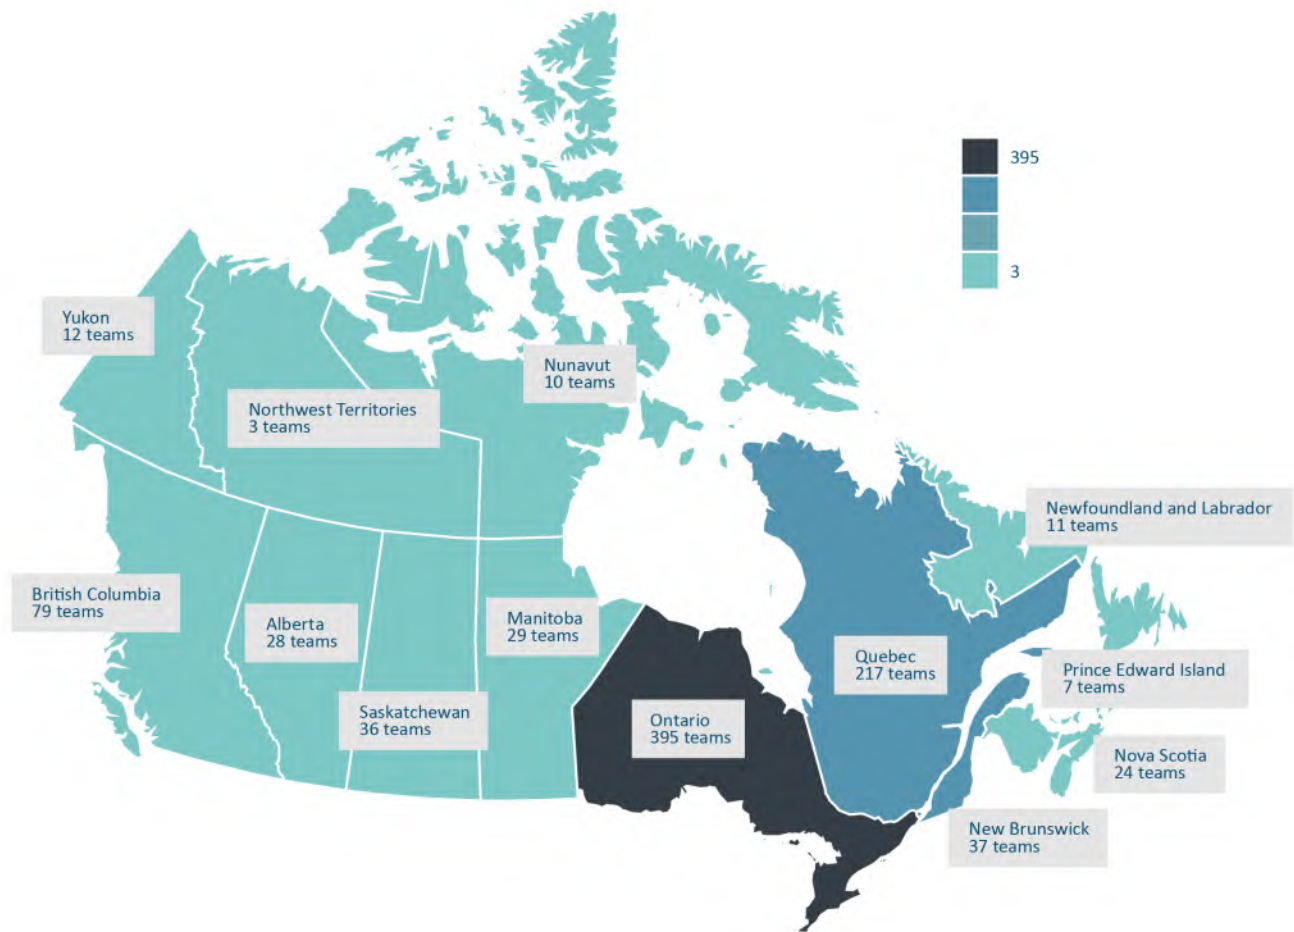 395
3
Yukon
12 teams
Nunavut
10 teams
Northwest Territories
3 teams
Newfoundland and Labrador
11 teams
British Columbia
79 teams
Alberta
28 teams
Manitoba
29 teams
Quebec
217 teams
Prince Edward Island
7 teams
Saskatchewan
36 teams
Ontario
395 teams
Nova Scotia
24 teams
New Brunswick
37 teams